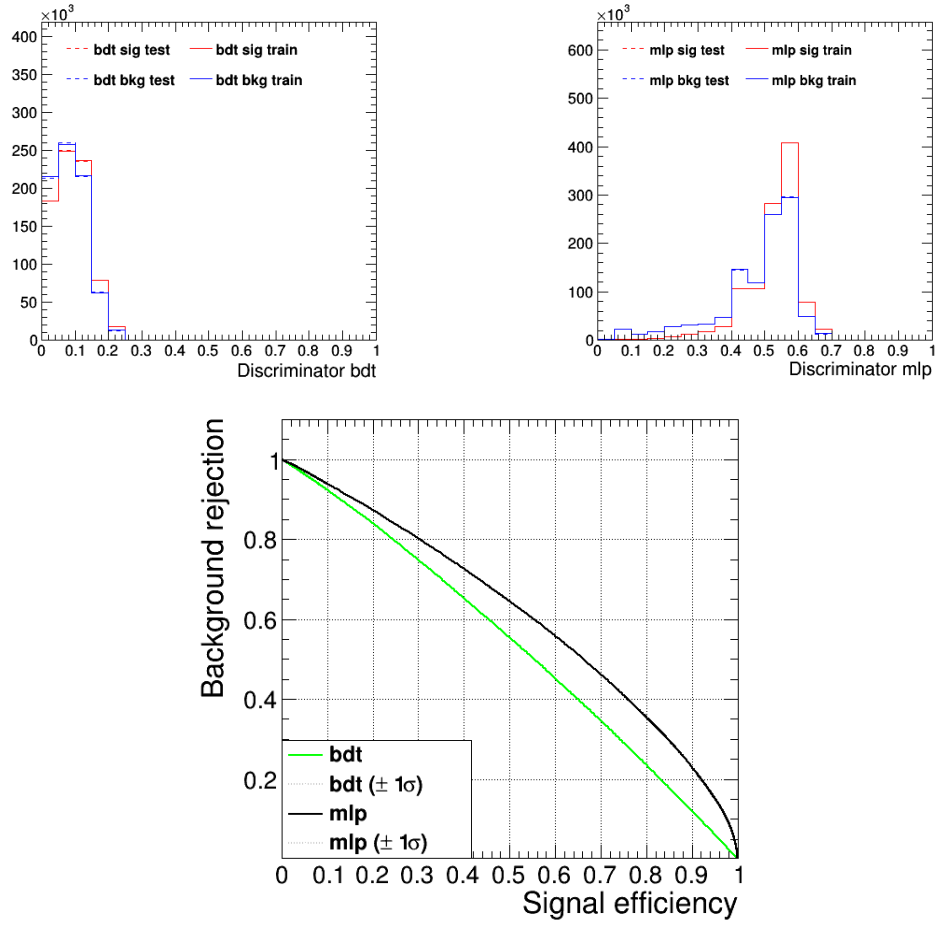 ×10³
400
350
300
250
200
150
100
50
0
bdt sig test
bdt sig train
bdt bkg test
bdt bkg train
0 0.1 0.2 0.3 0.4 0.5 0.6 0.7 0.8 0.9 1
Discriminator bdt
×10³
600
500
400
300
200
100
0
mlp sig test
mlp sig train
mlp bkg test
mlp bkg train
0 0.1 0.2 0.3 0.4 0.5 0.6 0.7 0.8 0.9 1
Discriminator mlp
Background rejection
1
0.8
0.6
0.4
0.2
bdt
bdt (± 1σ)
mlp
mlp (± 1σ)
0 0.1 0.2 0.3 0.4 0.5 0.6 0.7 0.8 0.9 1
Signal efficiency